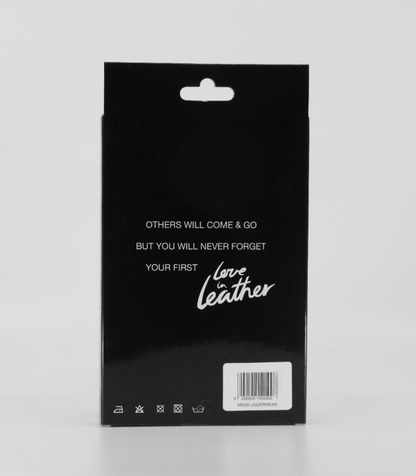 OTHERS WILL COME & GO
BUT YOU WILL NEVER FORGET
YOUR FIRST Love
in
Leather
MENS UNDERWEAR